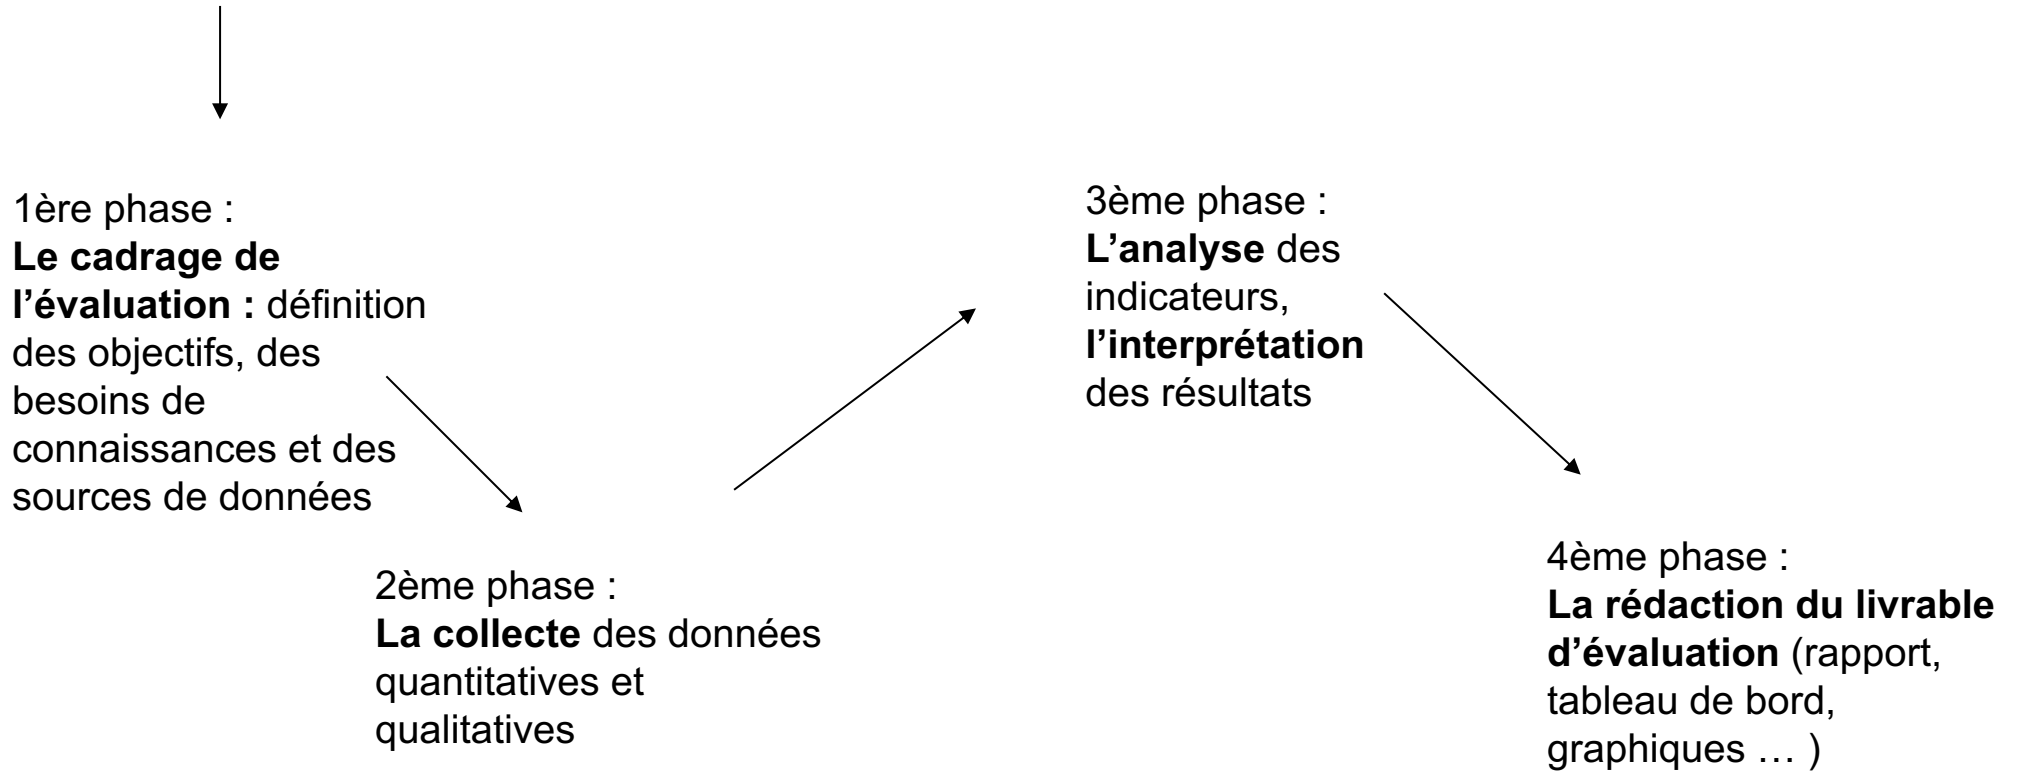 1ère phase :
Le cadrage de
l’évaluation : définition
des objectifs, des
besoins de
connaissances et des
sources de données
2ème phase :
La collecte des données
quantitatives et
qualitatives
3ème phase :
L’analyse des
indicateurs,
l’interprétation
des résultats
4ème phase :
La rédaction du livrable
d’évaluation (rapport,
tableau de bord,
graphiques … )